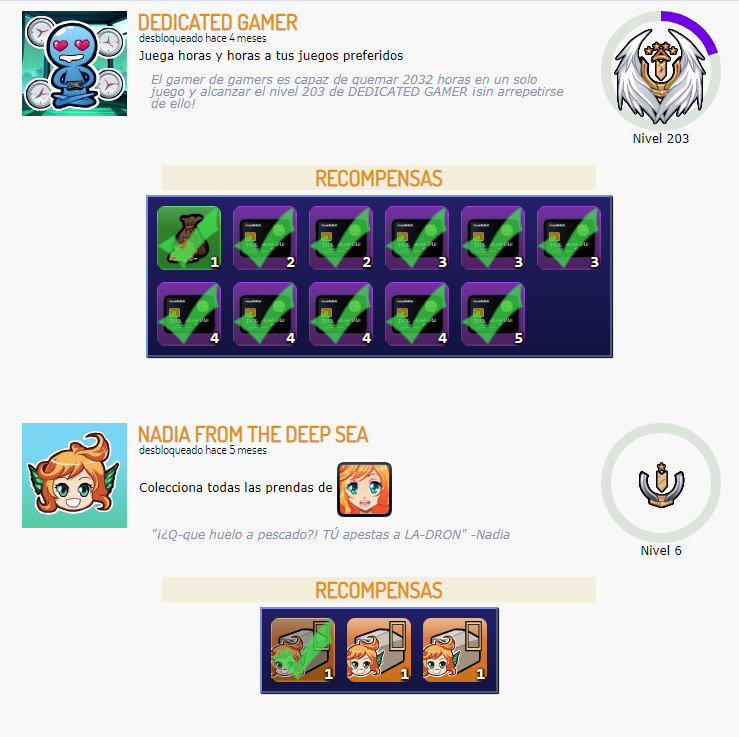 DEDICATED GAMER
desbloqueado hace 4 meses
Juega horas y horas a tus juegos preferidos
El gamer de gamers es capaz de quemar 2032 horas en un solo
juego y alcanzar el nivel 203 de DEDICATED GAMER ¡sin arrepetirse
de ello!
Nivel 203
RECOMPENSAS
1 2 2 3 3 3
4 4 4 4 5
NADIA FROM THE DEEP SEA
desbloqueado hace 5 meses
Colecciona todas las prendas de
"¡¿Q-que huelo a pescado?! TÚ apestas a LA-DRON" -Nadia
Nivel 6
RECOMPENSAS
1 1 1